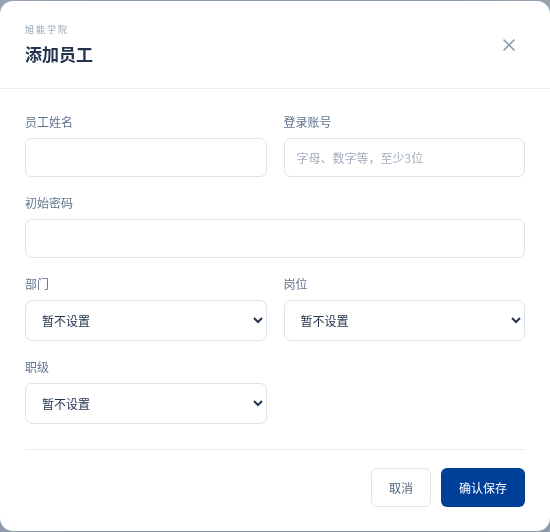 旭能学院
添加员工
员工姓名
登录账号
字母、数字等，至少3位
初始密码
部门
岗位
暂不设置
暂不设置
职级
暂不设置
取消
确认保存